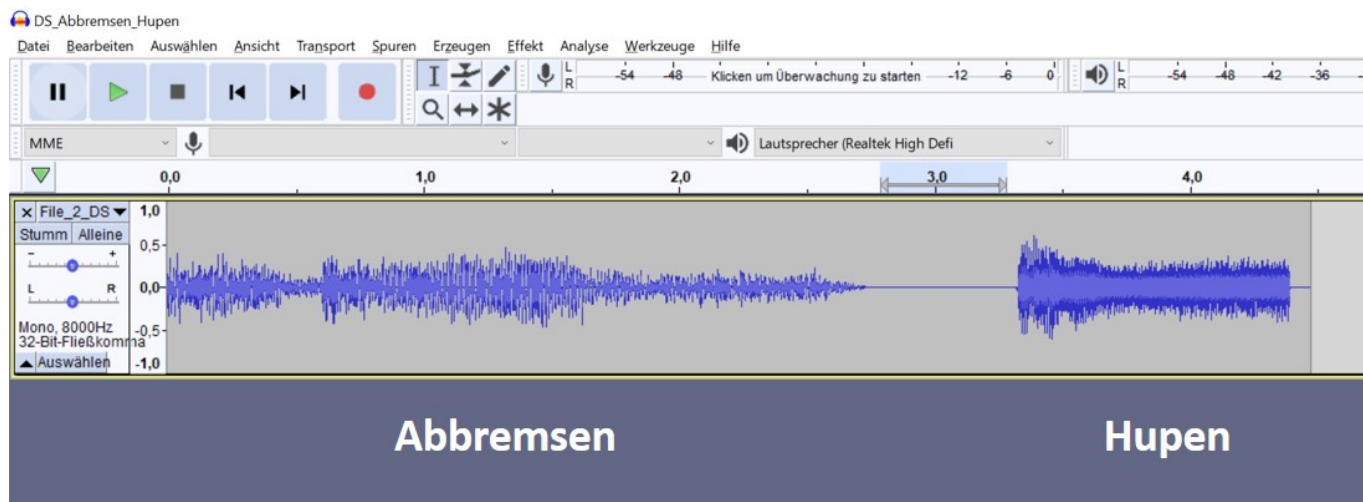 DS_Abbremsen_Hupen
Datei Bearbeiten Auswählen Ansicht Transport Spuren Erzeugen Effekt Analyse Werkzeuge Hilfe
L R -54 -48 Klicken um Überwachung zu starten -12 -6 0 L R -54 -48 -42 -36
MME Lautsprecher (Realtek High Defi
0,0 1,0 2,0 3,0 4,0
File_2_DS 1,0
Stumm Alleine 0,5
- +
L R 0,0
Mono, 8000Hz -0,5
32-Bit-Fließkomma
Auswählen -1,0
Abbremsen Hupen